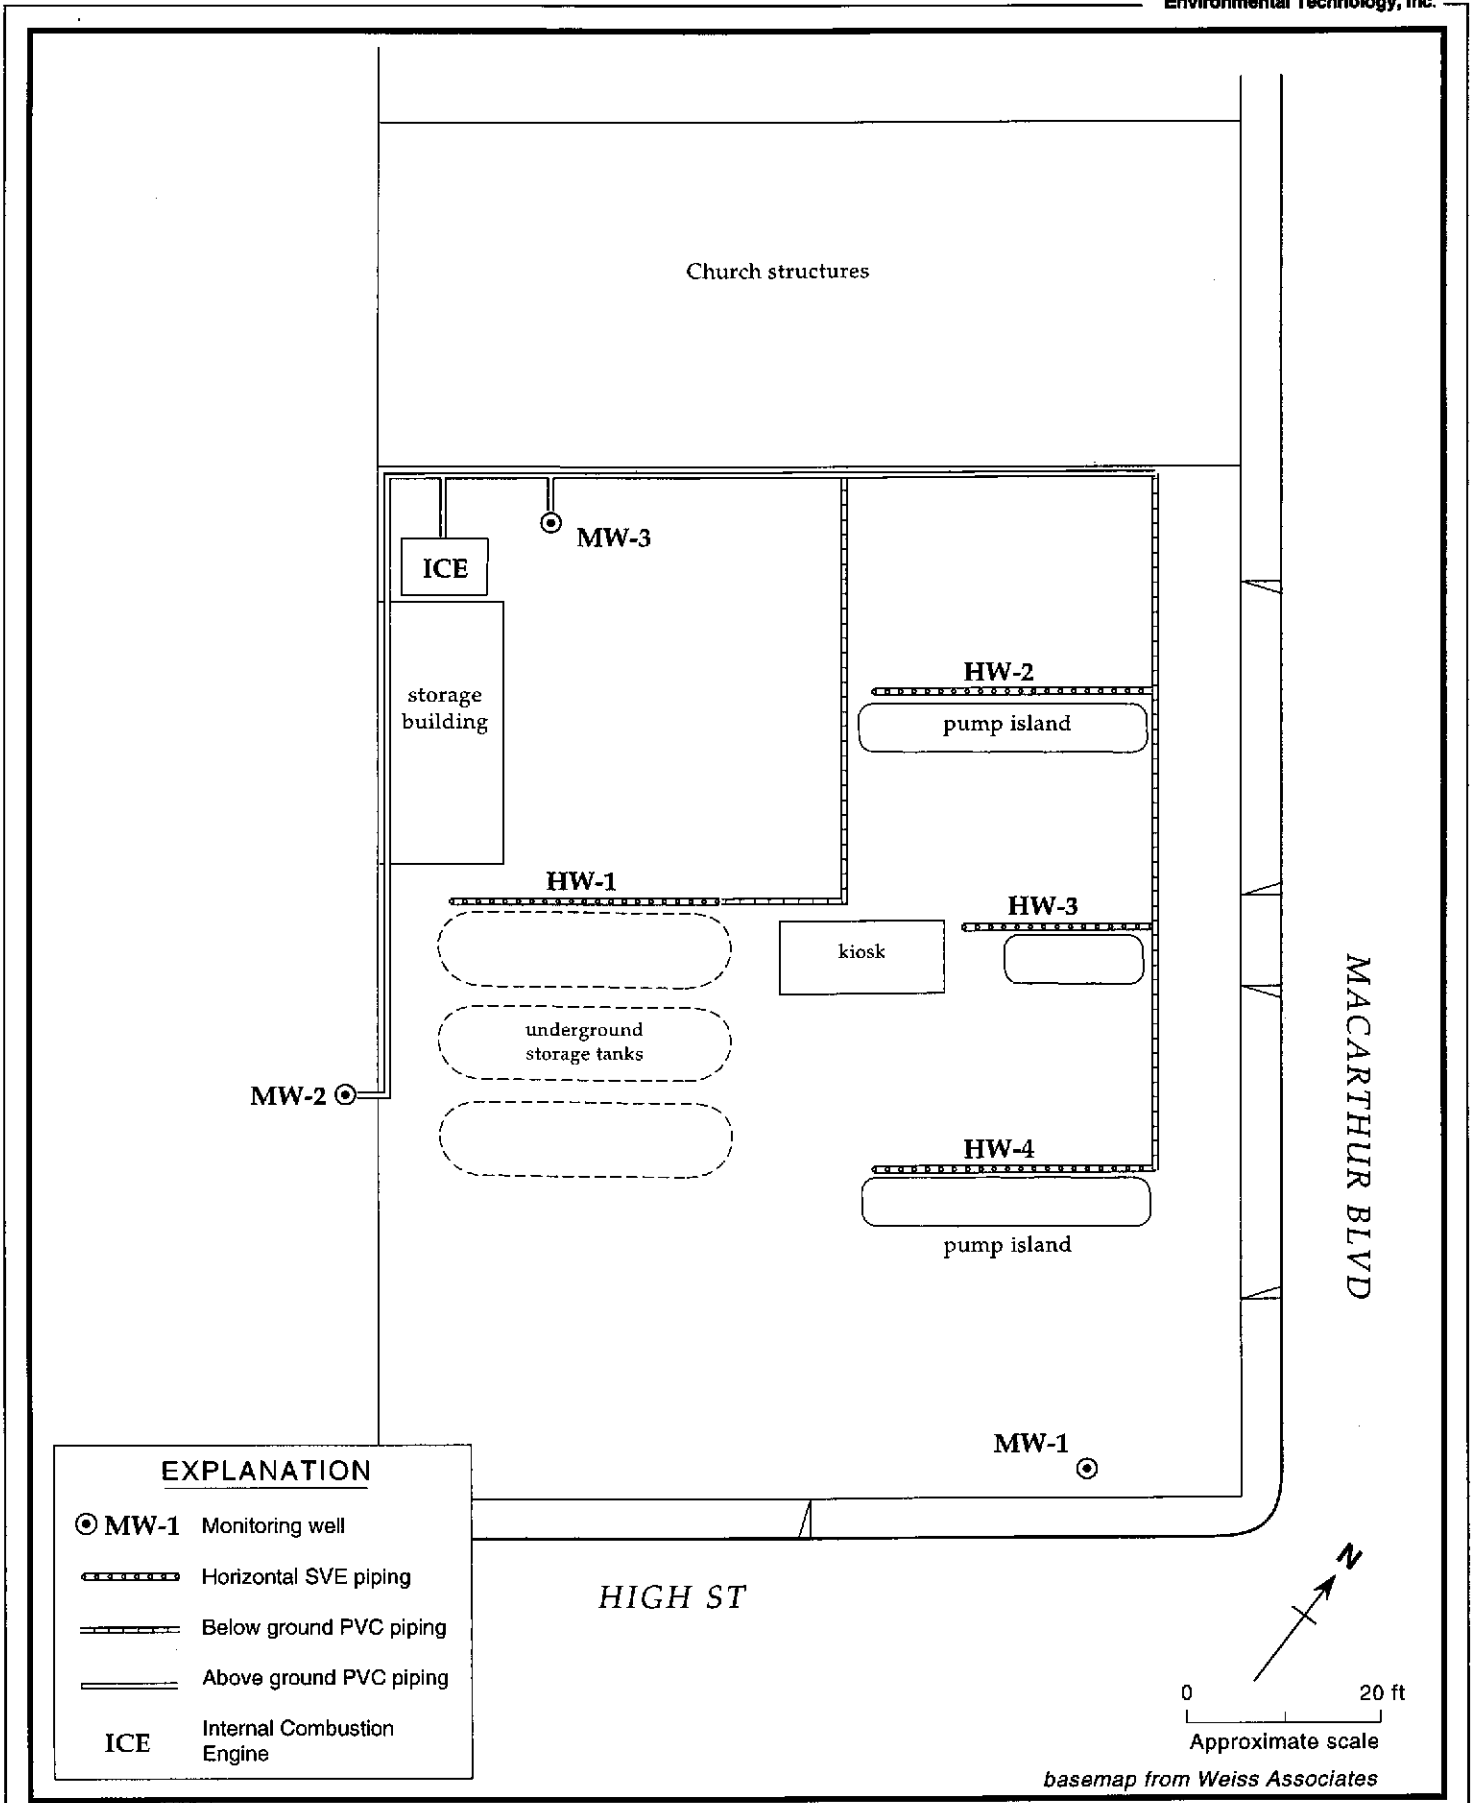 Environmental Technology, Inc.
Church structures
MW-3
ICE
HW-2
storage
building
pump island
HW-1
HW-3
kiosk
underground
storage tanks
MW-2
HW-4
pump island
MACARTHUR BLVD
MW-1
EXPLANATION
MW-1 Monitoring well
Horizontal SVE piping
Below ground PVC piping
Above ground PVC piping
ICE Internal Combustion
Engine
HIGH ST
N
0 20 ft
Approximate scale
basemap from Weiss Associates